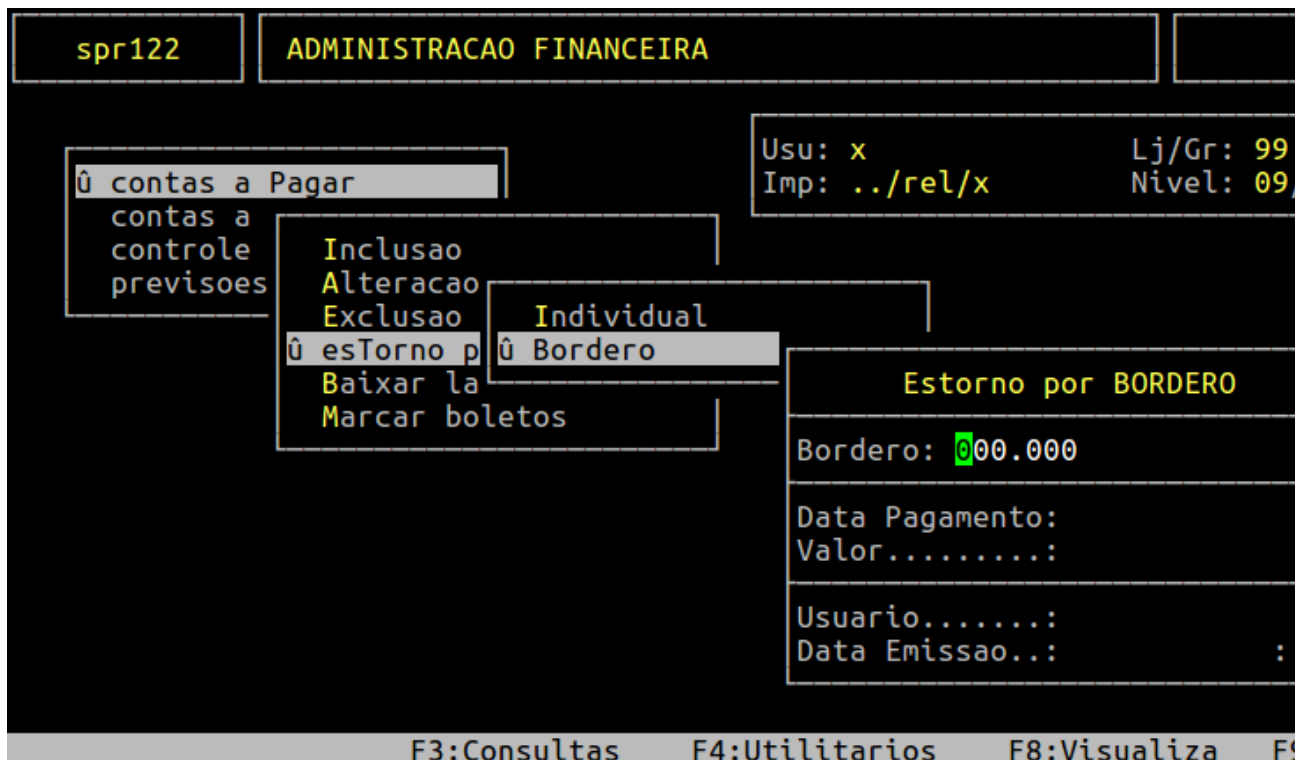 spr122 ADMINISTRACAO FINANCEIRA
Usu: x Lj/Gr: 99
û contas a Pagar Imp: ../rel/x Nivel: 09/
contas a
controle Inclusao
previsoes Alteracao
Exclusao Individual
û esTorno p û Bordero
Baixar la Estorno por BORDERO
Marcar boletos
Bordero: 000.000
Data Pagamento:
Valor.........:
Usuario.......:
Data Emissao..: :
F3:Consultas F4:Utilitarios F8:Visualiza F9